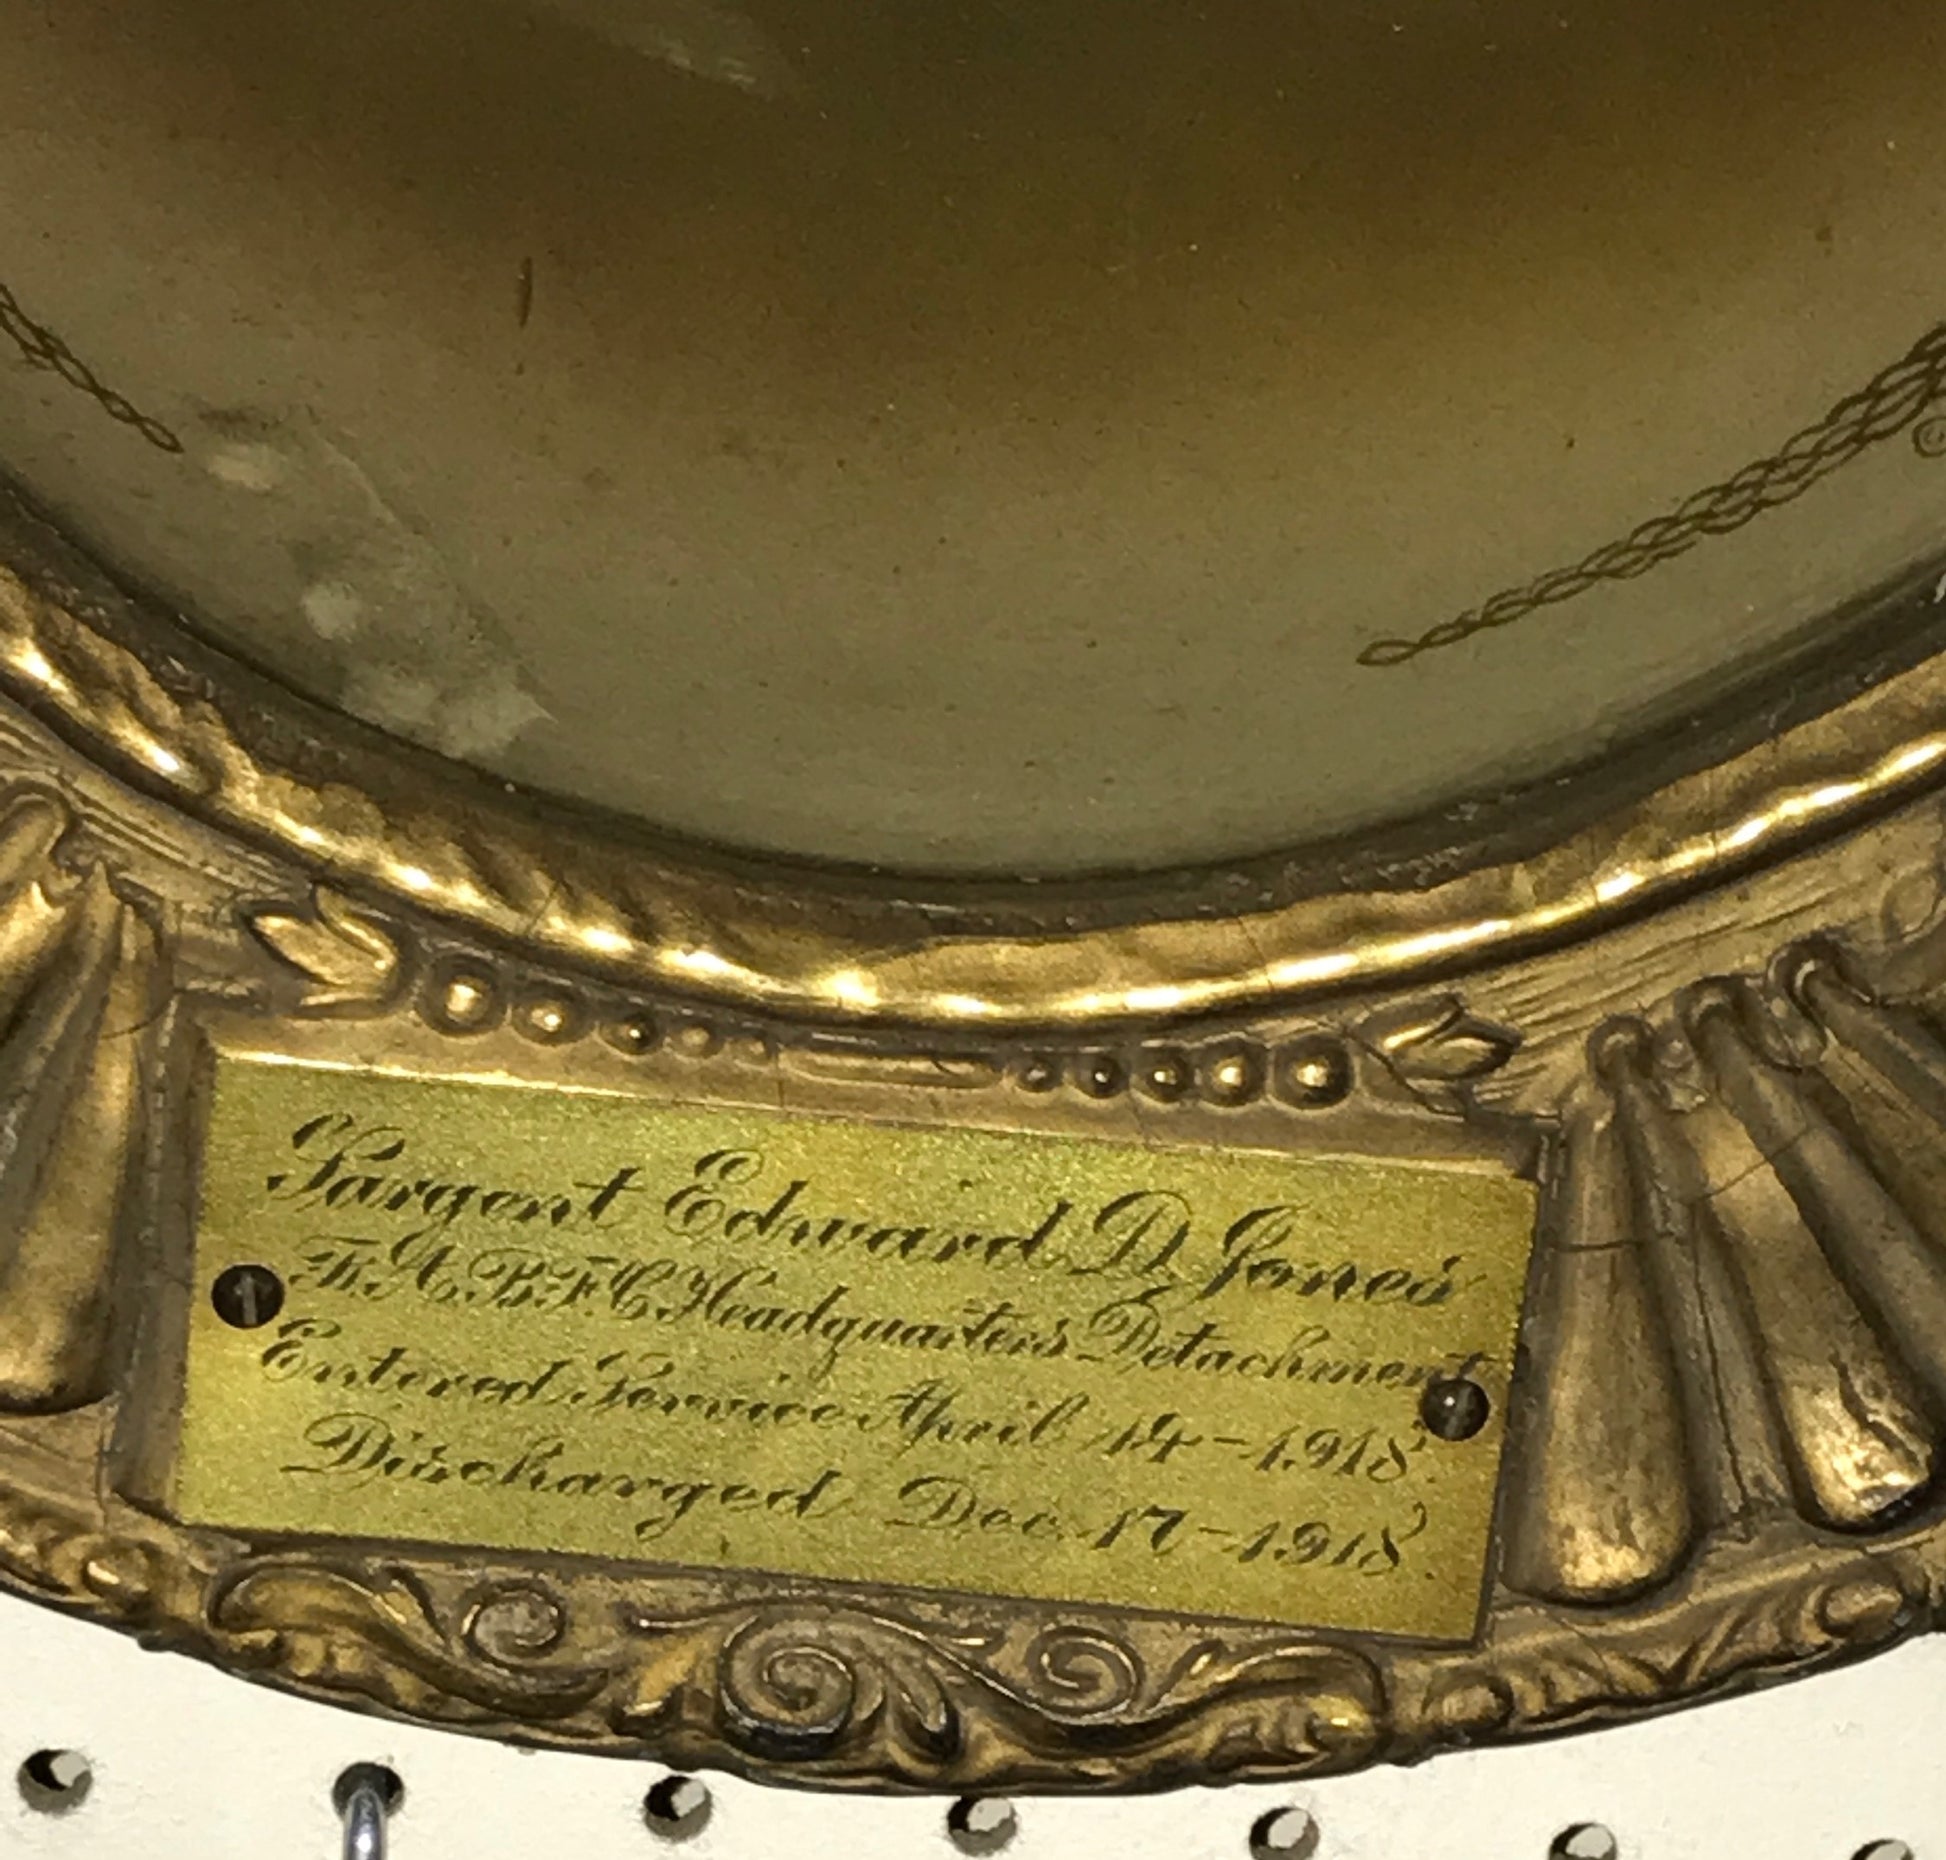 Sargent Edward D Jones
F.A.B.F.C Headquarters Detachment
Entered Service April 14-1918.
Discharged Dec. 17-1918.